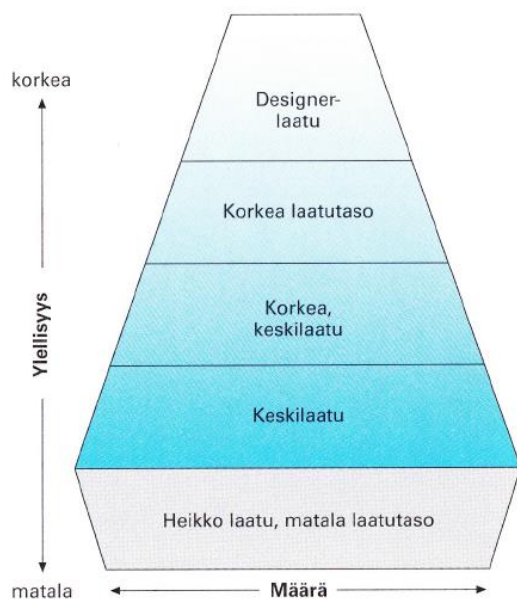 korkea
Designer-
laatu
Korkea laatutaso
Korkea,
keskilaatu
Ylellisyys
Keskilaatu
Heikko laatu, matala laatutaso
matala
Määrä